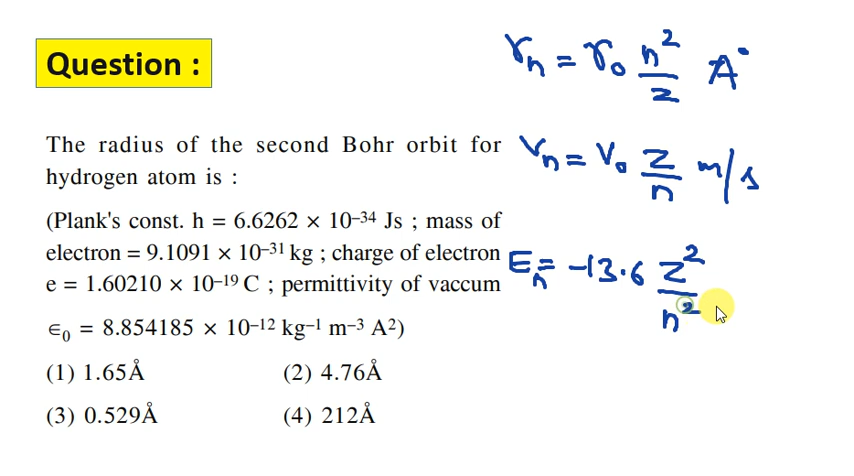 Question :
The radius of the second Bohr orbit for
hydrogen atom is :
(Plank's const. h = 6.6262 × 10⁻³⁴ Js ; mass of
electron = 9.1091 × 10⁻³¹ kg ; charge of electron
e = 1.60210 × 10⁻¹⁹ C ; permittivity of vaccum
∈₀ = 8.854185 × 10⁻¹² kg⁻¹ m⁻³ A²)
(1) 1.65Å (2) 4.76Å
(3) 0.529Å (4) 212Å
rₙ = r₀ n²/z A°
Vₙ = V₀ z/n m/s
Eₙ = -13.6 z²/n²